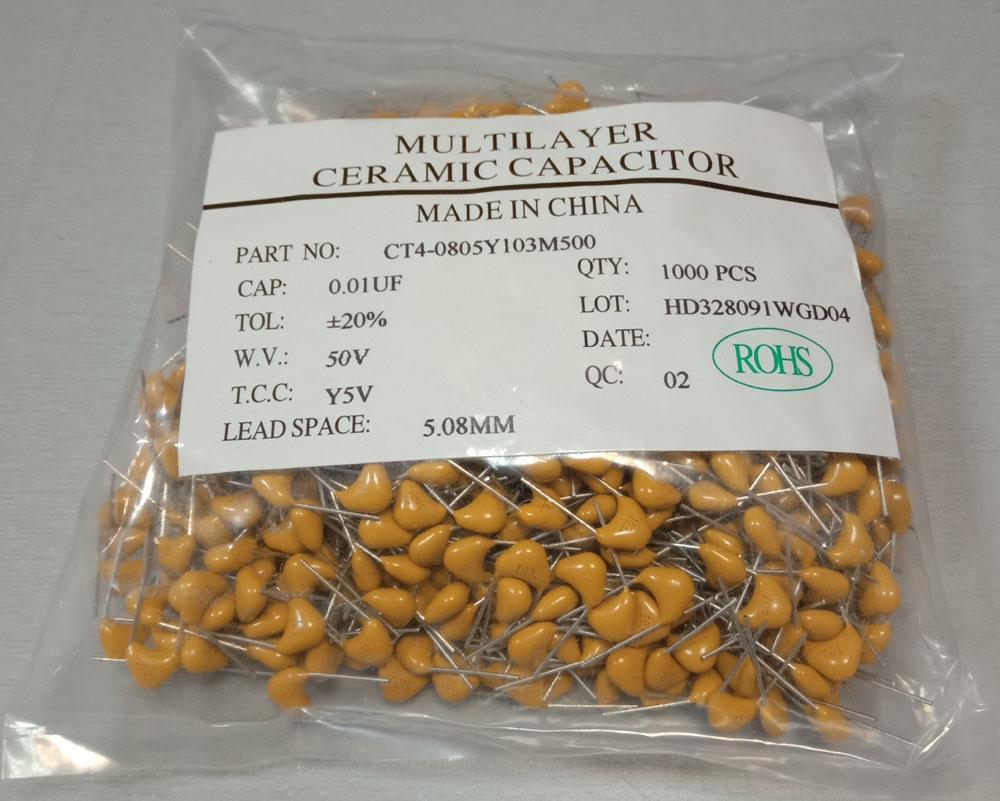 MULTILAYER
CERAMIC CAPACITOR
MADE IN CHINA
PART NO: CT4-0805Y103M500
CAP: 0.01UF
TOL: ±20%
W.V.: 50V
T.C.C: Y5V
LEAD SPACE: 5.08MM
QTY: 1000 PCS
LOT: HD328091WGD04
DATE:
QC: 02
ROHS
103